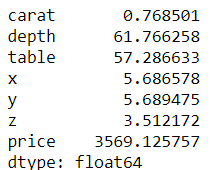 carat 0.768501
depth 61.766258
table 57.286633
x 5.686578
y 5.689475
z 3.512172
price 3569.125757
dtype: float64